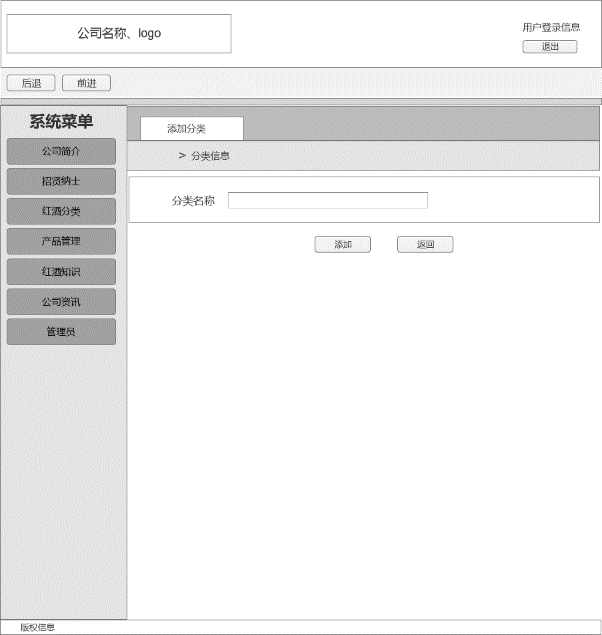 公司名称、logo
用户登录信息
退出
后退
前进
系统菜单
公司简介
招贤纳士
红酒分类
产品管理
红酒知识
公司资讯
管理员
添加分类
> 分类信息
分类名称
添加
返回
版权信息